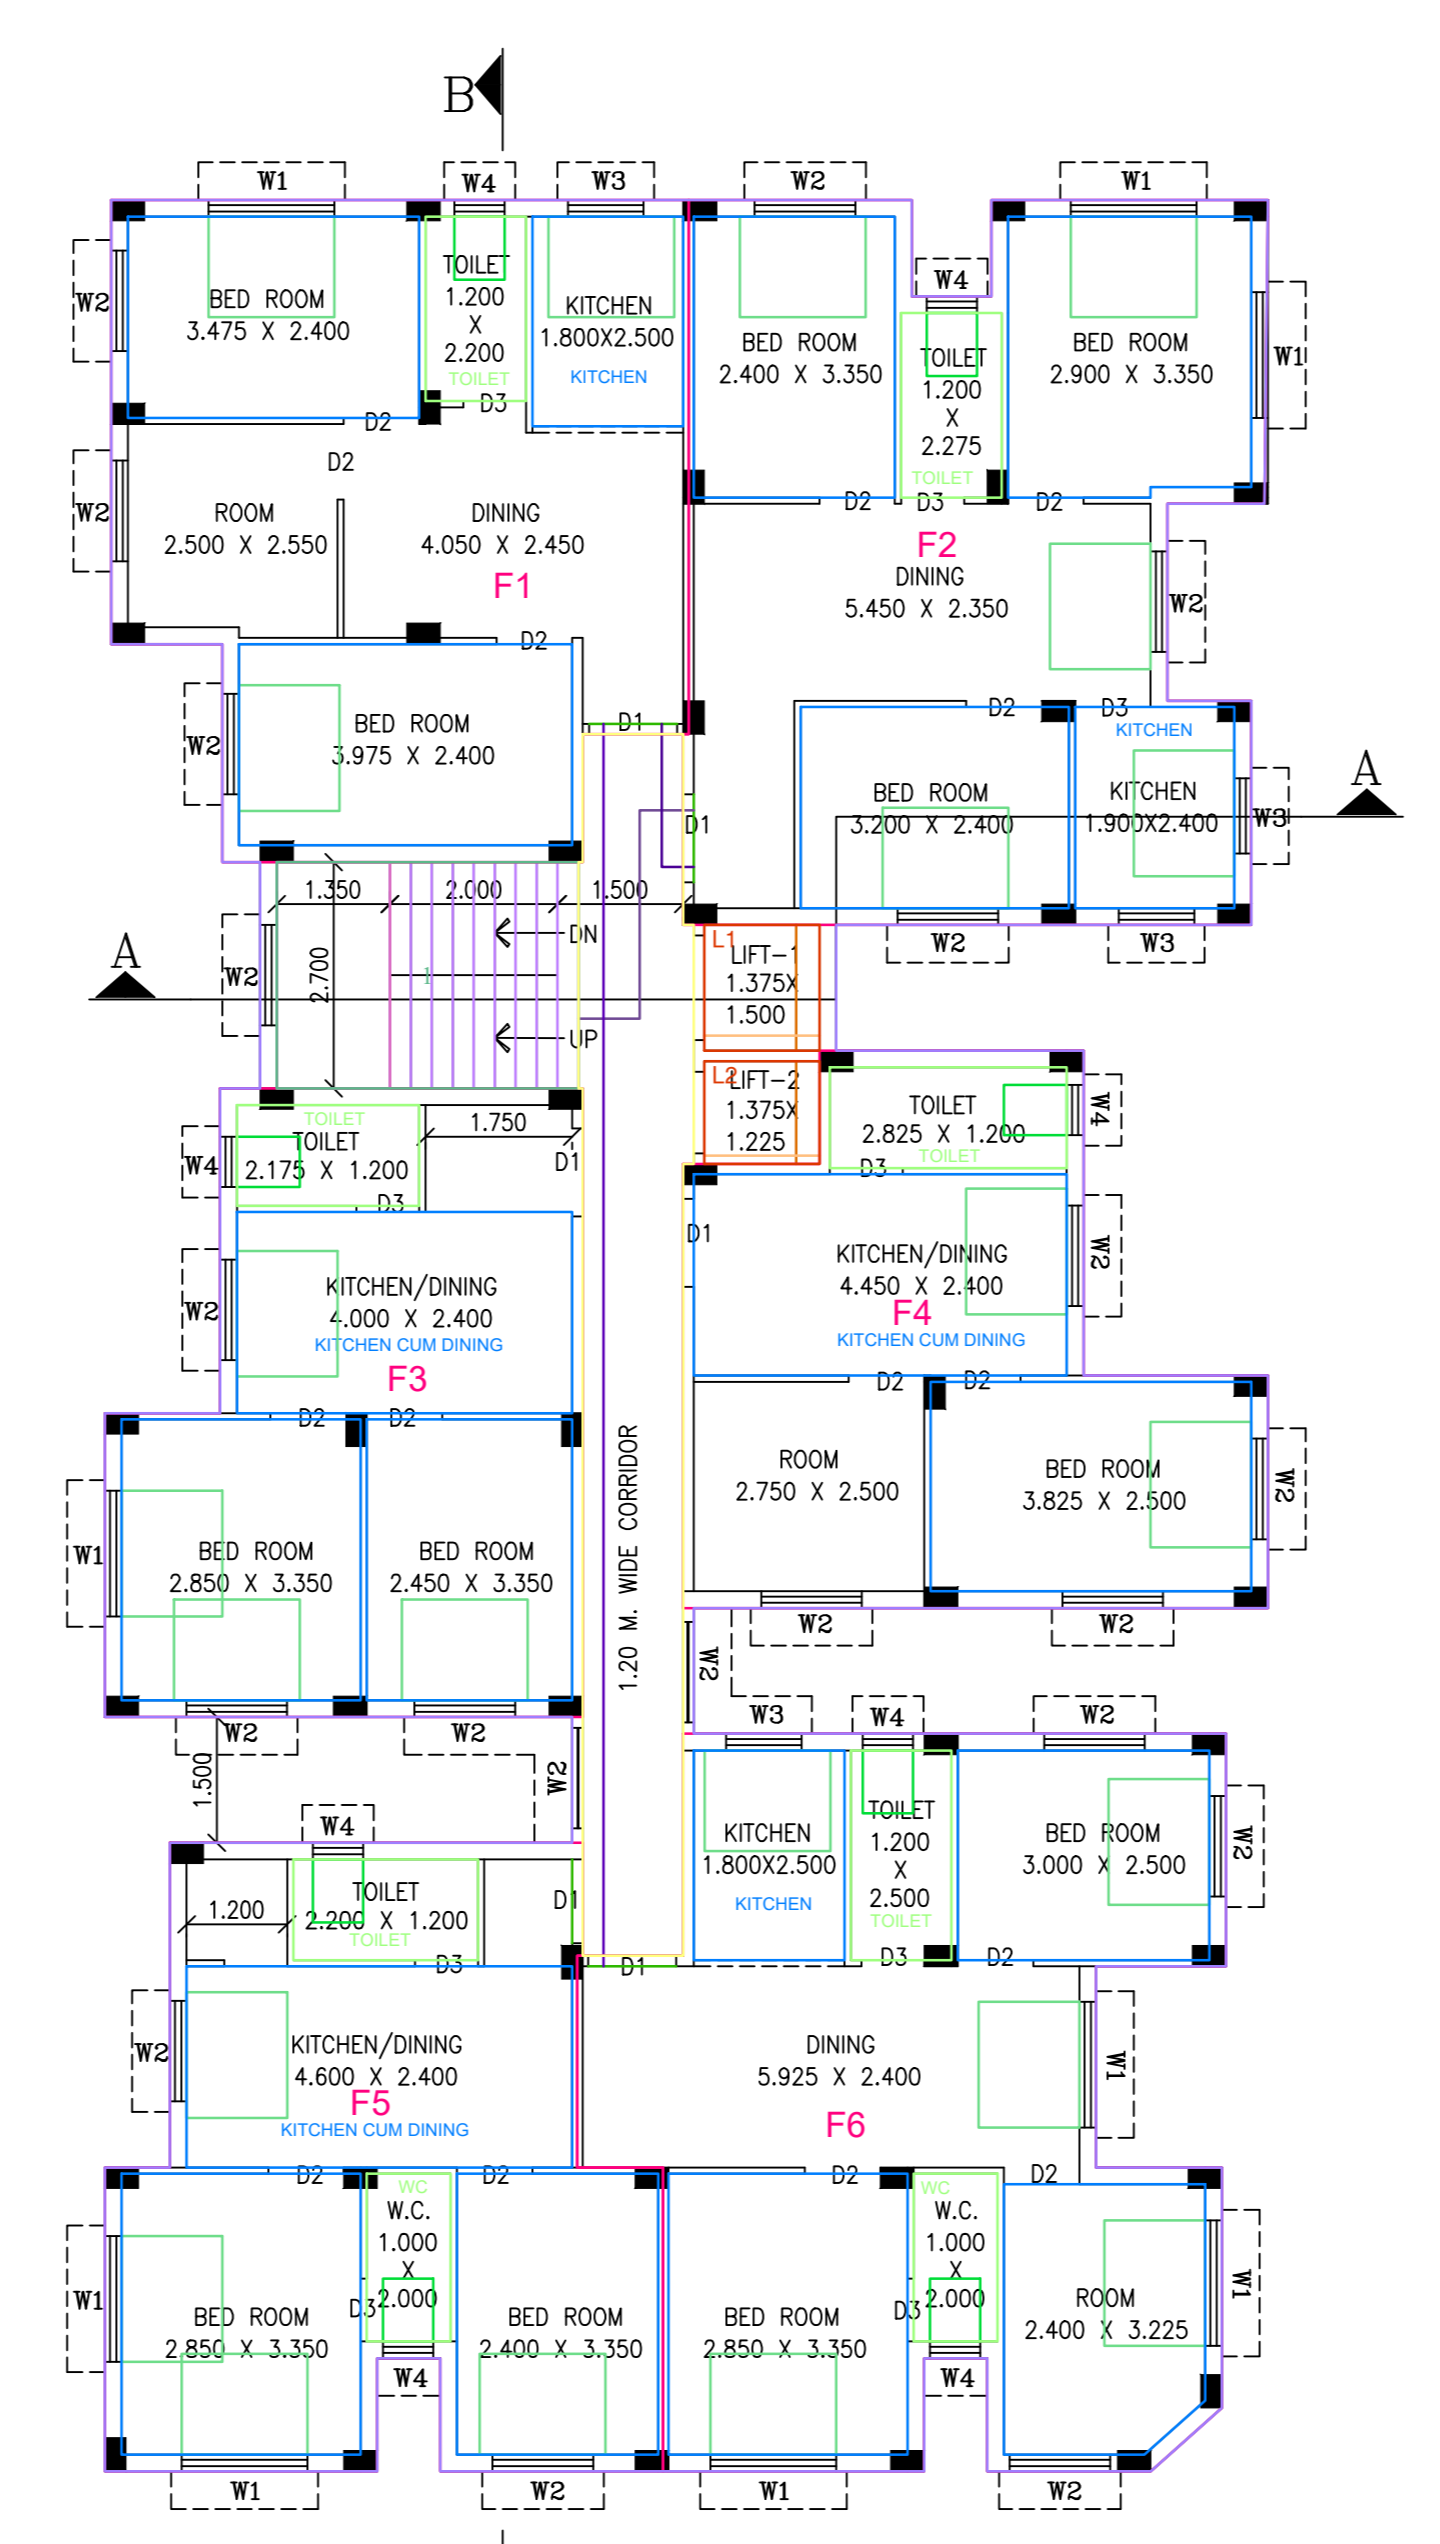 B
W1
W4
W3
W2
W1
W4
W2
BED ROOM
3.475 X 2.400
TOILET
1.200
X
2.200
TOILET
KITCHEN
1.800X2.500
KITCHEN
BED ROOM
2.400 X 3.350
TOILET
1.200
X
2.275
TOILET
BED ROOM
2.900 X 3.350
W1
D3
D2
D2
W2
ROOM
2.500 X 2.550
DINING
4.050 X 2.450
F1
D2
D3
D2
F2
DINING
5.450 X 2.350
W2
D2
W2
BED ROOM
3.975 X 2.400
D1
D1
D2
D3
KITCHEN
BED ROOM
3.200 X 2.400
KITCHEN
1.900X2.400
W3
A
W2
W3
1.350
2.000
1.500
2.700
DN
1
UP
W2
A
L1
LIFT-1
1.375X
1.500
L2
LIFT-2
1.375X
1.225
TOILET
TOILET
2.175 X 1.200
W4
1.750
D1
D3
TOILET
2.825 X 1.200
TOILET
W4
D3
D1
W2
KITCHEN/DINING
4.000 X 2.400
KITCHEN CUM DINING
F3
KITCHEN/DINING
4.450 X 2.400
F4
KITCHEN CUM DINING
W2
D2
D2
D2
D2
W1
BED ROOM
2.850 X 3.350
BED ROOM
2.450 X 3.350
1.20 M. WIDE CORRIDOR
ROOM
2.750 X 2.500
BED ROOM
3.825 X 2.500
W2
W2
W2
W2
W2
W2
W2
1.500
W3
W4
W2
W4
1.200
TOILET
2.200 X 1.200
TOILET
D1
D3
KITCHEN
1.800X2.500
KITCHEN
TOILET
1.200
X
2.500
TOILET
BED ROOM
3.000 X 2.500
W2
D1
D3
D2
W2
KITCHEN/DINING
4.600 X 2.400
F5
KITCHEN CUM DINING
DINING
5.925 X 2.400
F6
W1
D2
D2
D2
D2
W1
BED ROOM
2.850 X 3.350
WC
W.C.
1.000
X
2.000
D3
BED ROOM
2.400 X 3.350
BED ROOM
2.850 X 3.350
WC
W.C.
1.000
X
2.000
D3
ROOM
2.400 X 3.225
W1
W4
W4
W1
W2
W1
W2